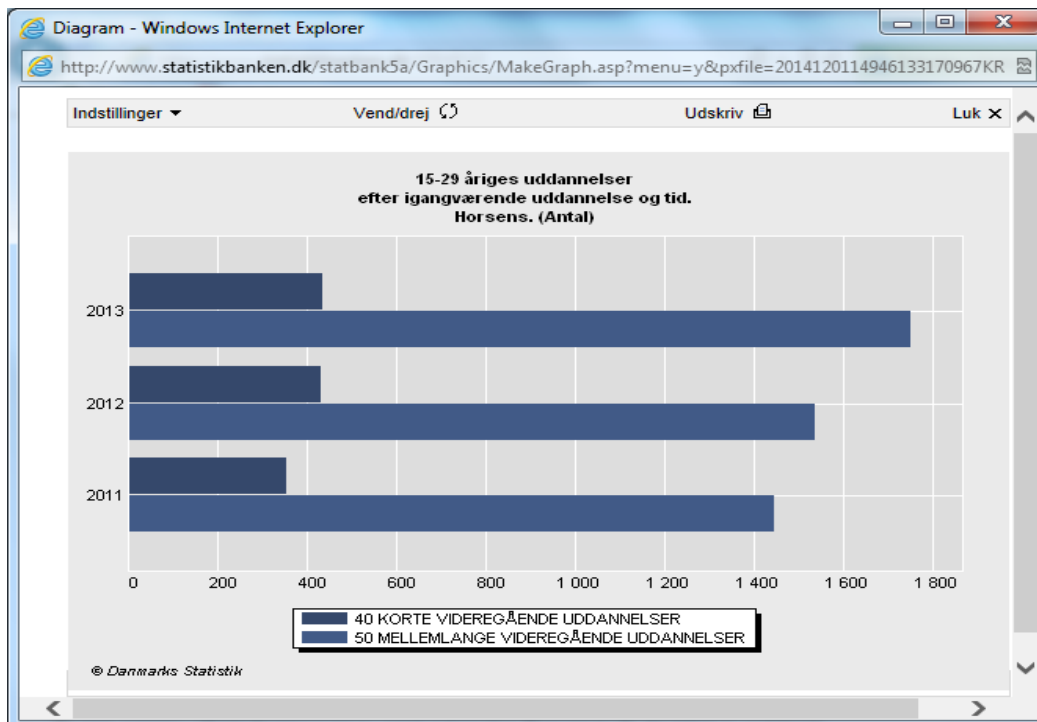 Diagram - Windows Internet Explorer
http://www.statistikbanken.dk/statbank5a/Graphics/MakeGraph.asp?menu=y&pxfile=2014120114946133170967KR
Indstillinger Vend/drej Udskriv Luk
15-29 åriges uddannelser
efter igangværende uddannelse og tid.
Horsens. (Antal)
2013
2012
2011
0 200 400 600 800 1 000 1 200 1 400 1 600 1 800
40 KORTE VIDEREGÅENDE UDDANNELSER
50 MELLEMLANGE VIDEREGÅENDE UDDANNELSER
© Danmarks Statistik